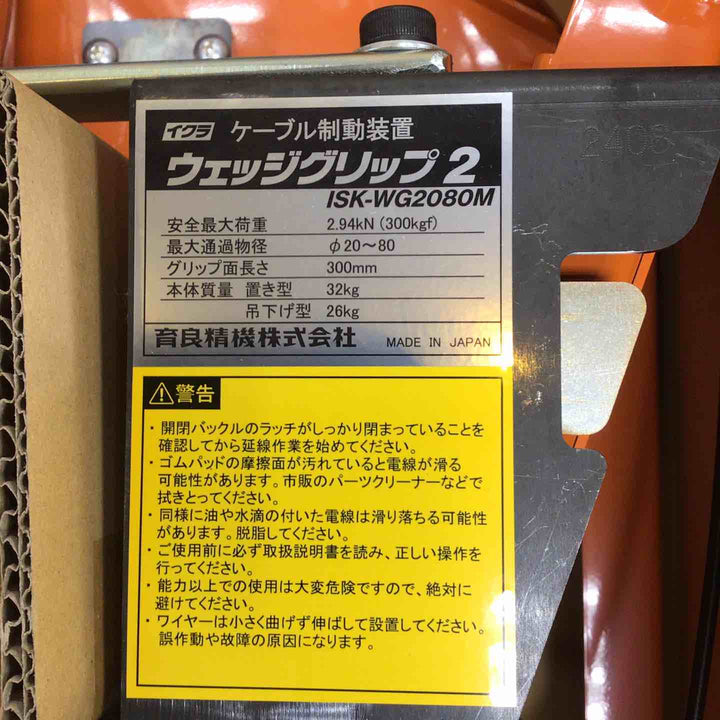 イクラ ケーブル制動装置
ウェッジグリップ2
ISK-WG2080M
安全最大荷重 2.94kN (300kgf)
最大通過物径 φ20〜80
グリップ面長さ 300mm
本体質量 置き型 32kg
吊下げ型 26kg
育良精機株式会社 MADE IN JAPAN
2406
⚠警告
・開閉バックルのラッチがしっかり閉まっていることを
確認してから延線作業を始めてください。
・ゴムパッドの摩擦面が汚れていると電線が滑る
可能性があります。市販のパーツクリーナーなどで
拭きとってください。
・同様に油や水滴の付いた電線は滑り落ちる可能性
があります。脱脂してください。
・ご使用前に必ず取扱説明書を読み、正しい操作を
行ってください。
・能力以上での使用は大変危険ですので、絶対に
避けてください。
・ワイヤーは小さく曲げず伸ばして設置してください。
誤作動や故障の原因になります。